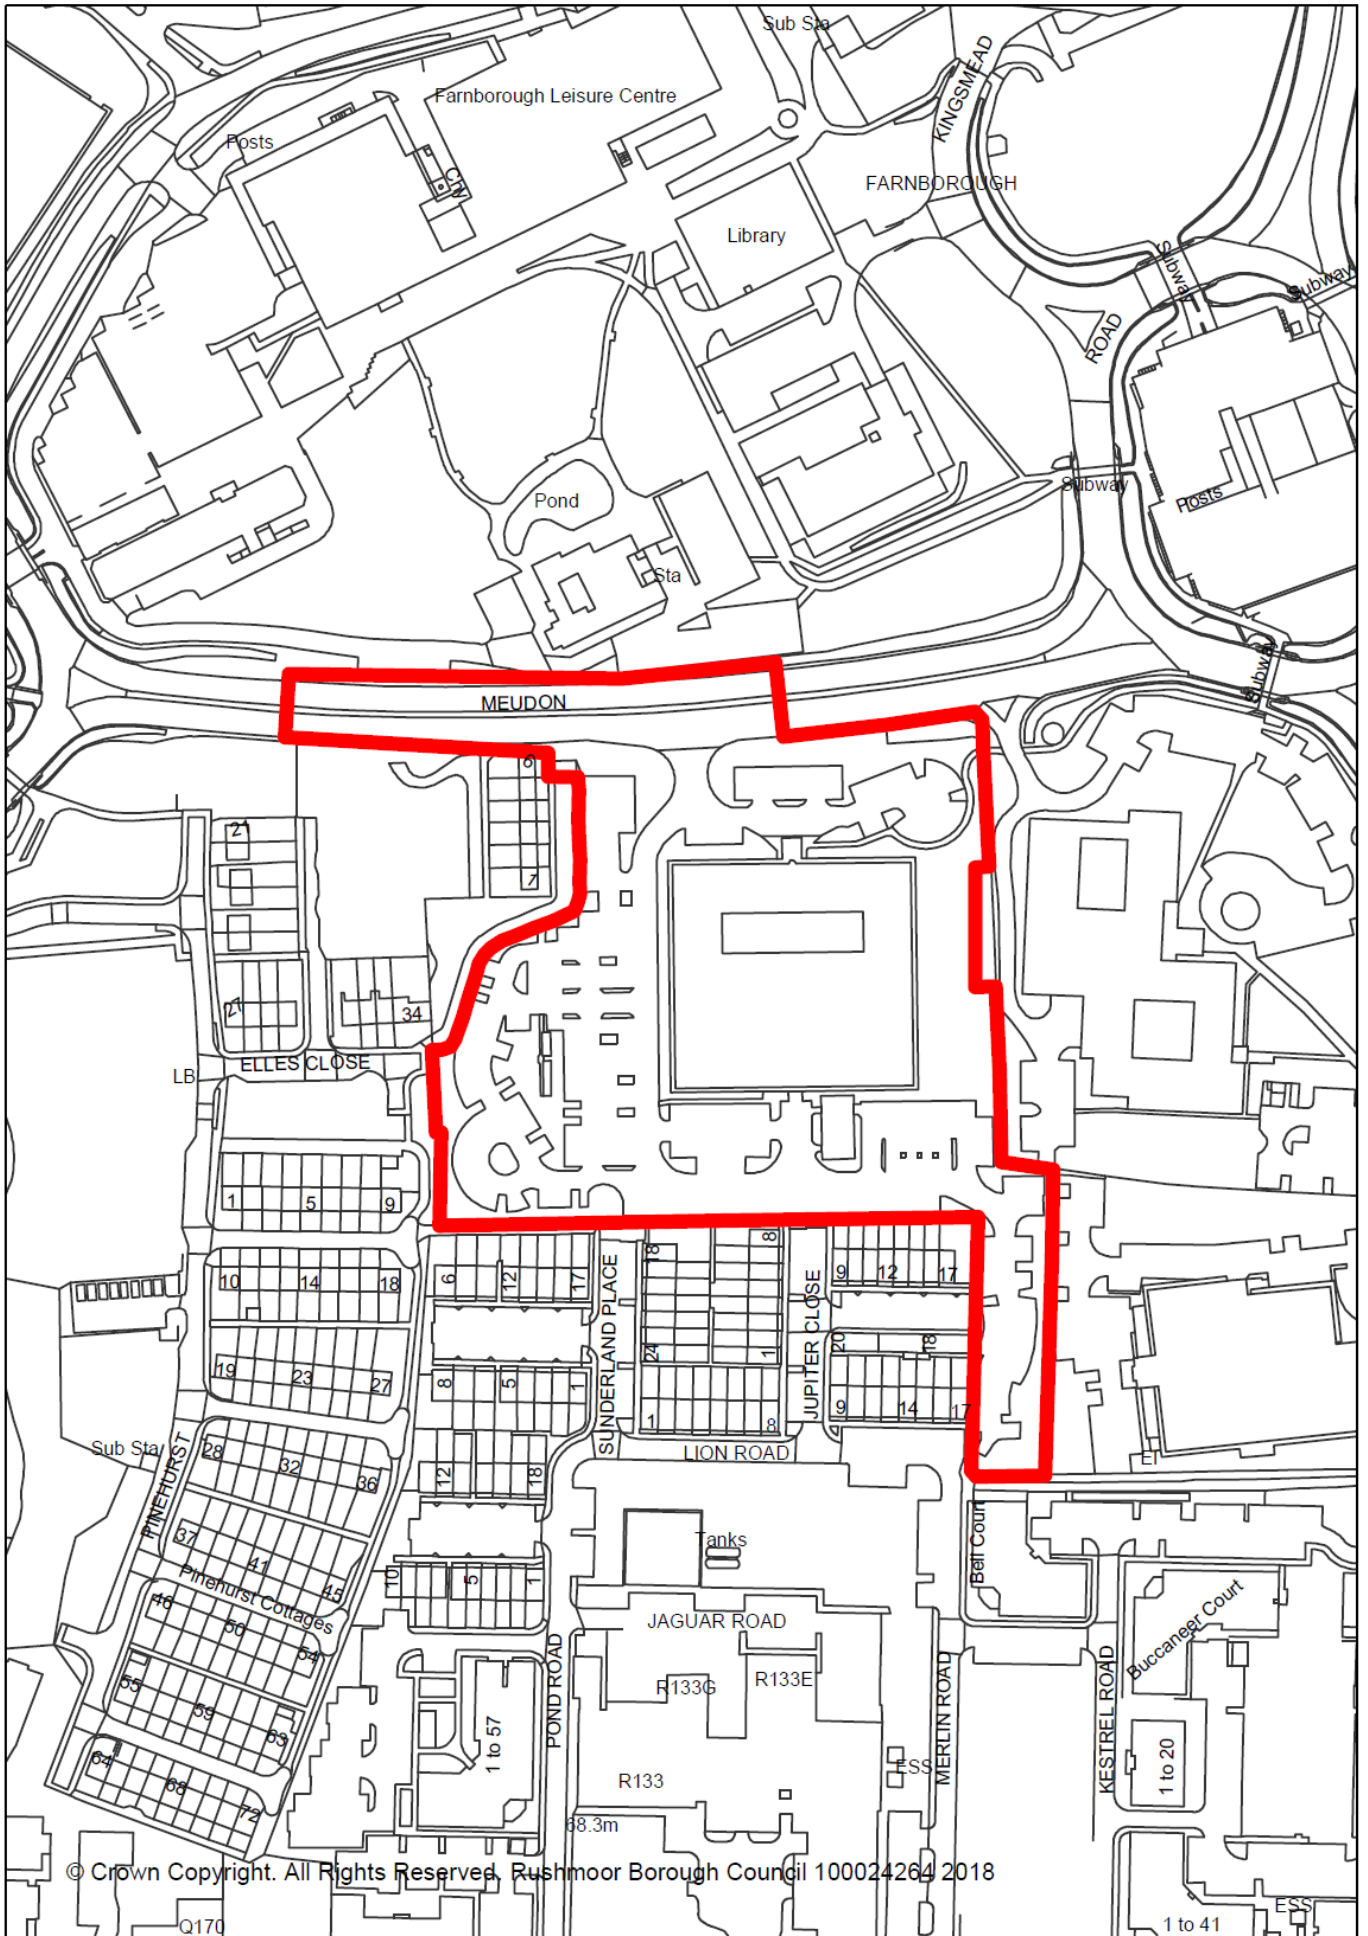 Sub Sta
KINGSMEAD
Farnborough Leisure Centre
Posts
Chy
FARNBOROUGH
Library
Subway
Subway
ROAD
Pond
Subway
Posts
Sta
Subway
MEUDON
6
7
21
27
34
ELLES CLOSE
LB
1 5 9
10 14 18
19 23 27
6 12 17
SUNDERLAND PLACE
18 8
24 1
JUPITER CLOSE
9 12 17
20 18
8 5 1
1 8
9 14 17
LION ROAD
Sub Sta
PINEHURST
28 32 36
12 18
El
37 41 45
Pinehurst Cottages
46 50 54
10 5 1
Tanks
Bell Court
JAGUAR ROAD
Buccaneer Court
55 59 63
64 68 72
POND ROAD
1 to 57
R133G
R133E
R133
MERLIN ROAD
KESTREL ROAD
1 to 20
ESS
68.3m
© Crown Copyright. All Rights Reserved. Rushmoor Borough Council 100024264 2018
Q170
ESS
1 to 41